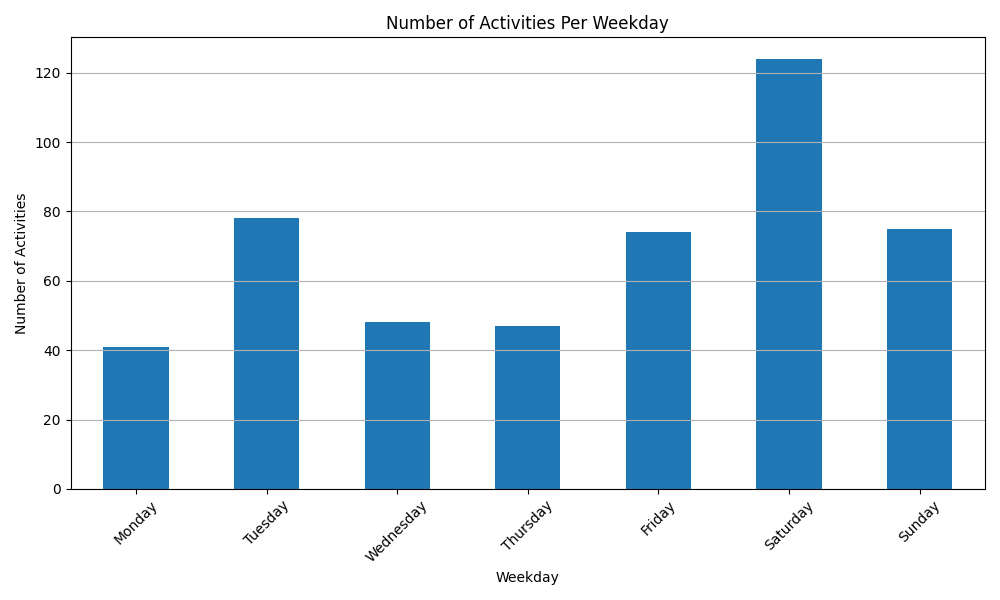 Number of Activities Per Weekday
Number of Activities
120
100
80
60
40
20
0
Monday
Tuesday
Wednesday
Thursday
Friday
Saturday
Sunday
Weekday